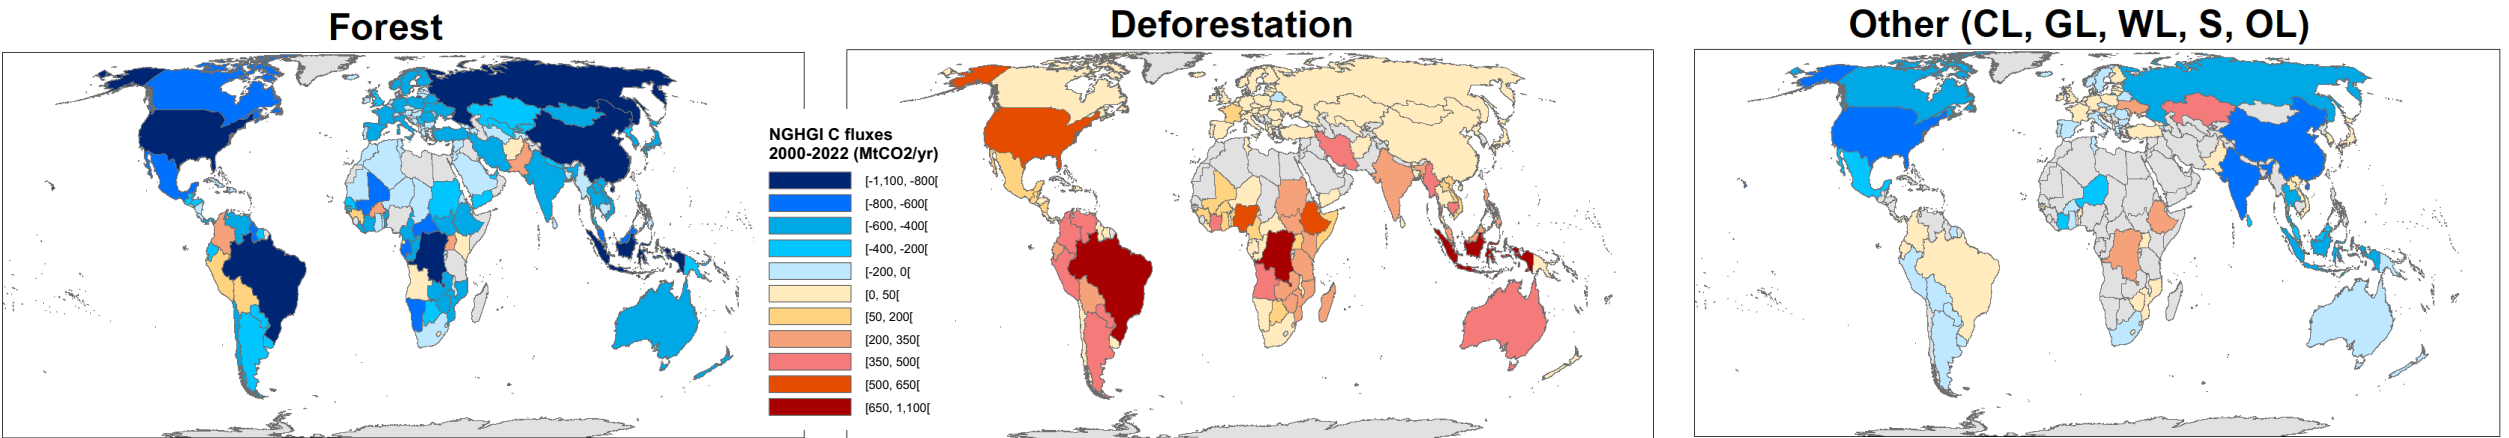 Forest
Deforestation
Other (CL, GL, WL, S, OL)
NGHGI C fluxes
2000-2022 (MtCO2/yr)
[-1,100, -800[
[-800, -600[
[-600, -400[
[-400, -200[
[-200, 0[
[0, 50[
[50, 200[
[200, 350[
[350, 500[
[500, 650[
[650, 1,100[